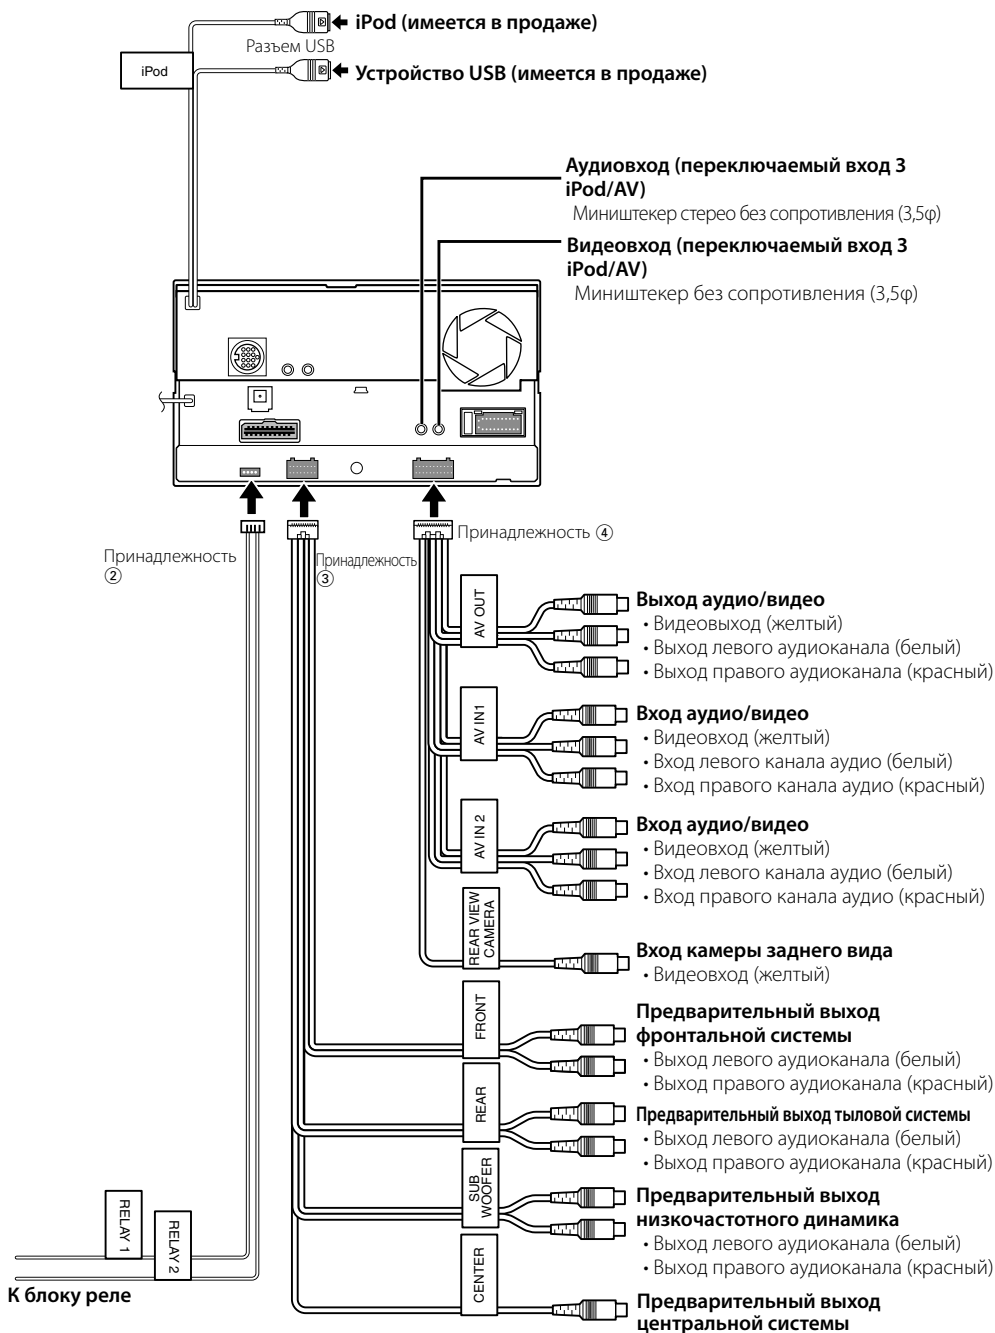 iPod (имеется в продаже)
Разъем USB
iPod
Устройство USB (имеется в продаже)
Аудиовход (переключаемый вход 3
iPod/AV)
Миништекер стерео без сопротивления (3,5φ)
Видеовход (переключаемый вход 3
iPod/AV)
Миништекер без сопротивления (3,5φ)
Принадлежность
②
Принадлежность
③
Принадлежность ④
AV OUT
Выход аудио/видео
• Видеовыход (желтый)
• Выход левого аудиоканала (белый)
• Выход правого аудиоканала (красный)
AV IN1
Вход аудио/видео
• Видеовход (желтый)
• Вход левого канала аудио (белый)
• Вход правого канала аудио (красный)
AV IN 2
Вход аудио/видео
• Видеовход (желтый)
• Вход левого канала аудио (белый)
• Вход правого канала аудио (красный)
REAR VIEW
CAMERA
Вход камеры заднего вида
• Видеовход (желтый)
FRONT
Предварительный выход
фронтальной системы
• Выход левого аудиоканала (белый)
• Выход правого аудиоканала (красный)
REAR
Предварительный выход тыловой системы
• Выход левого аудиоканала (белый)
• Выход правого аудиоканала (красный)
SUB
WOOFER
Предварительный выход
низкочастотного динамика
• Выход левого аудиоканала (белый)
• Выход правого аудиоканала (красный)
RELAY 1
RELAY 2
К блоку реле
CENTER
Предварительный выход
центральной системы